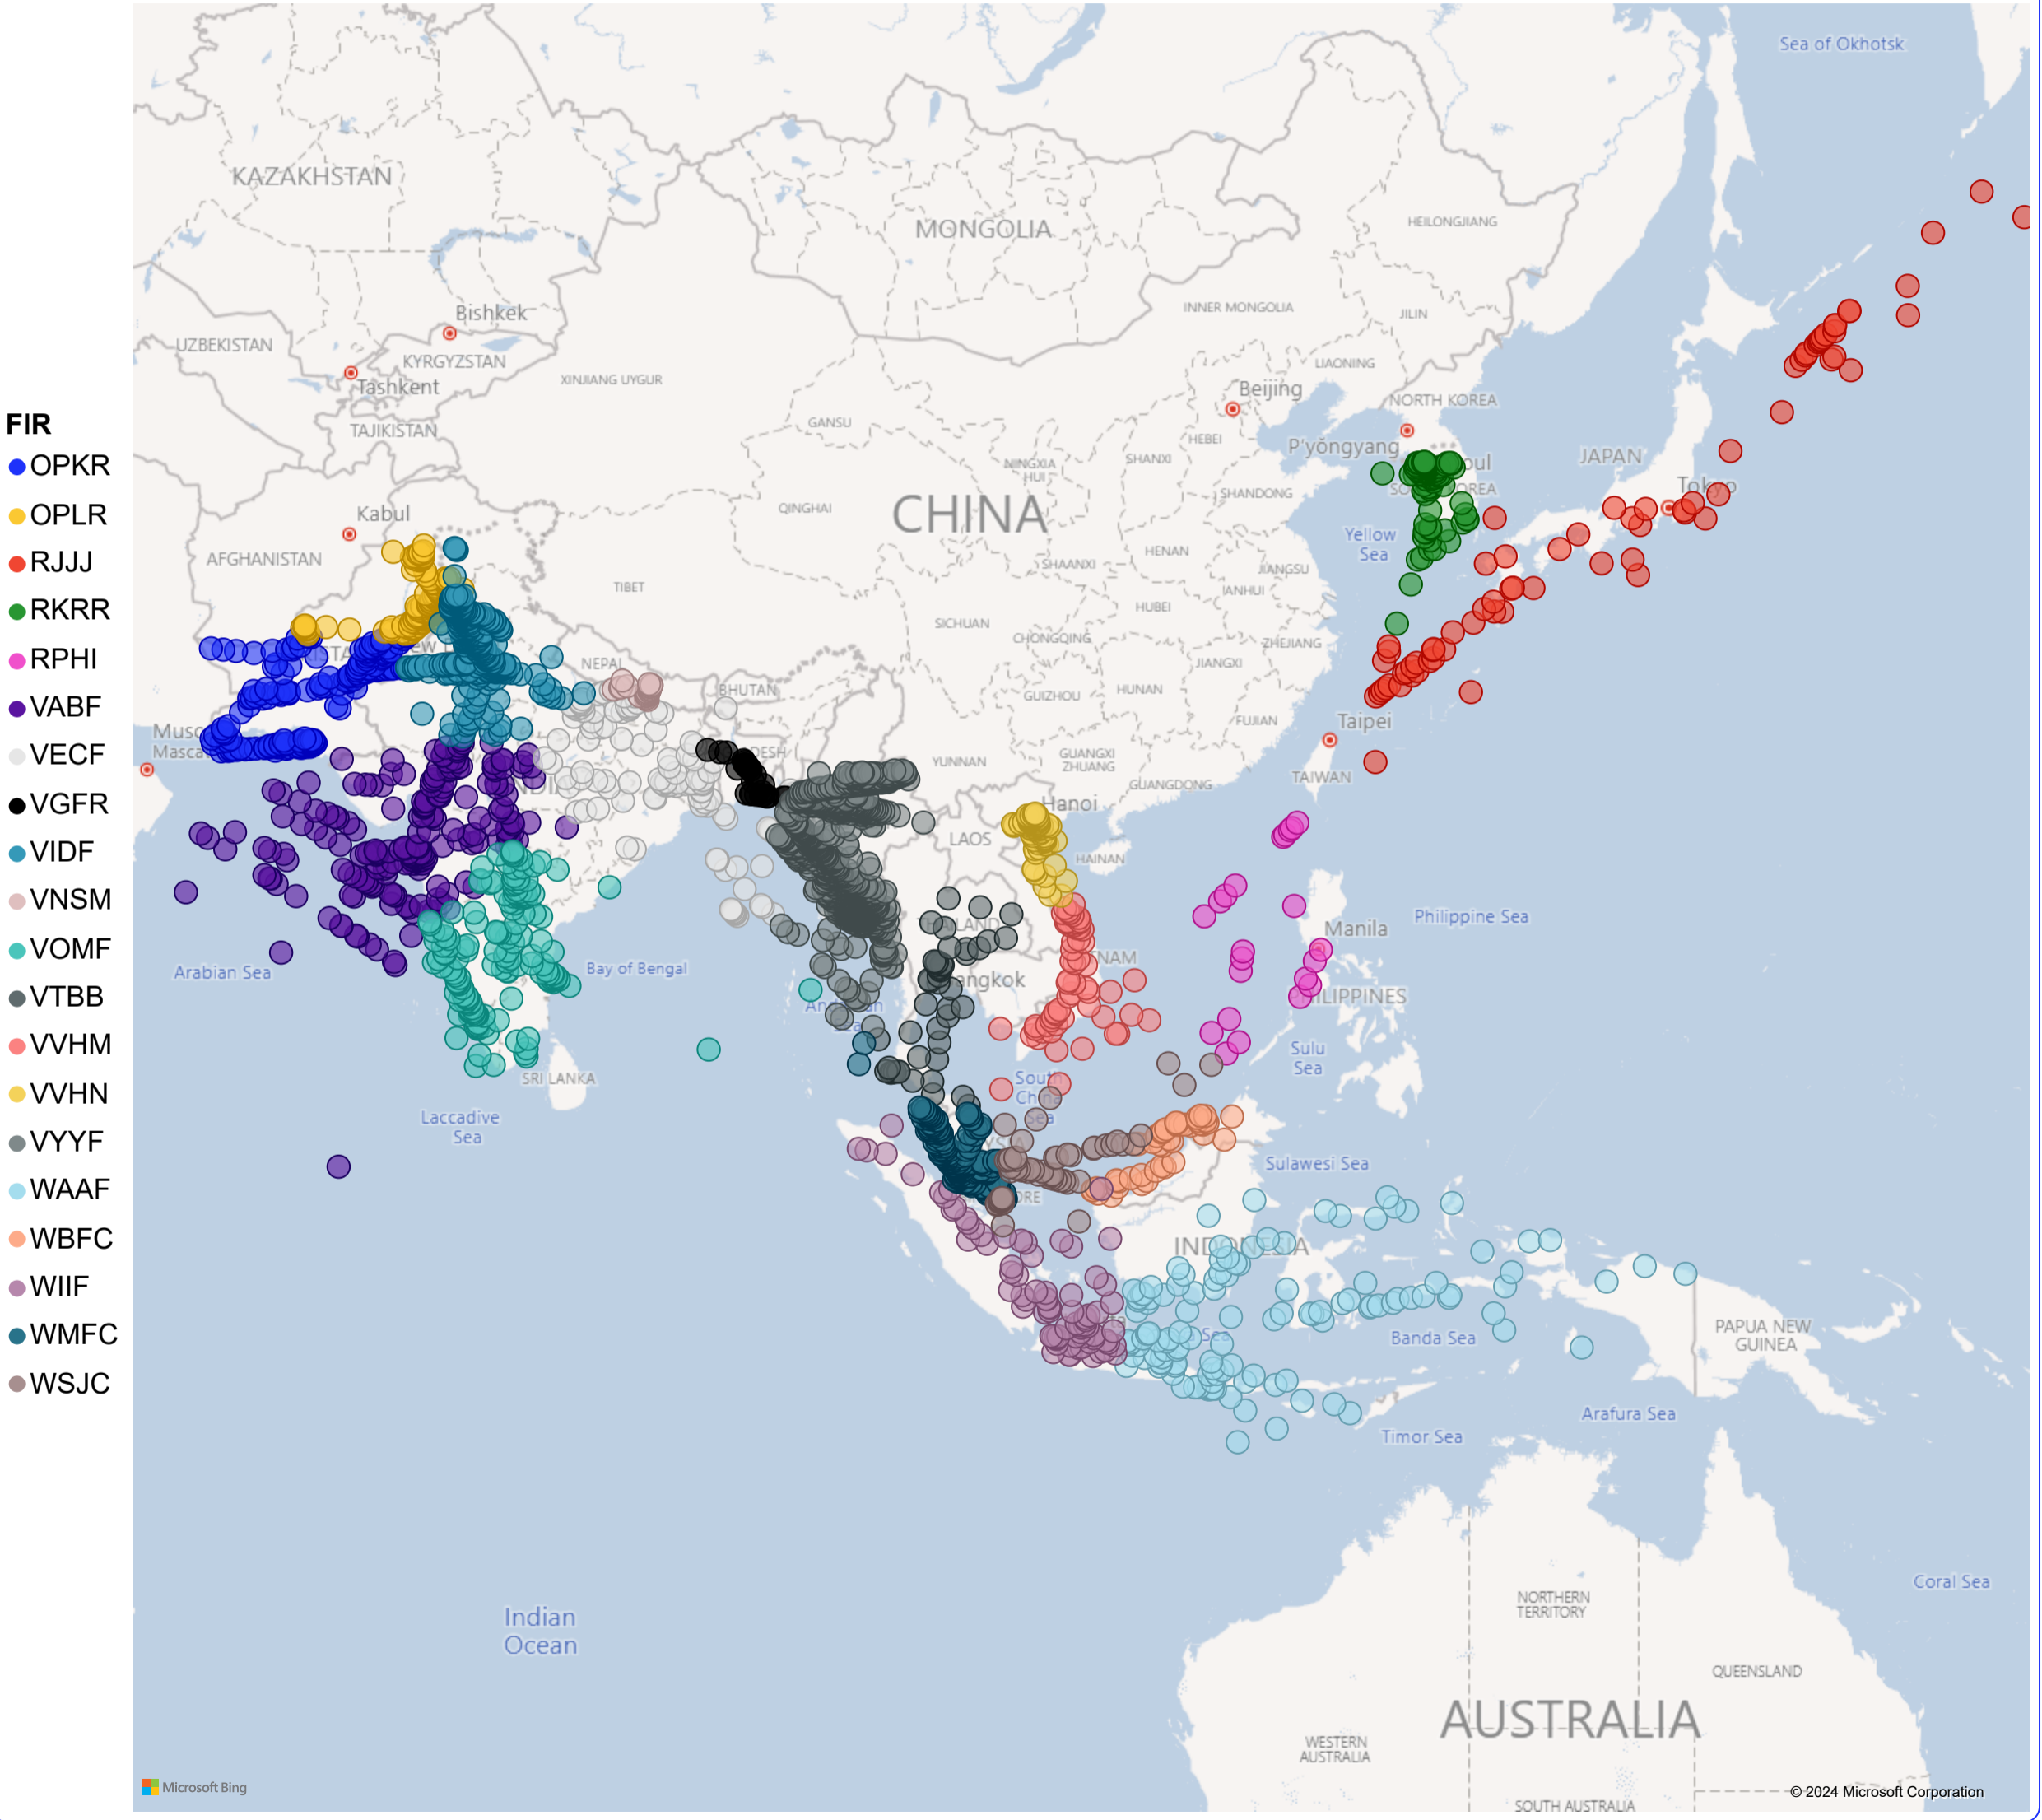 FIR
OPKR
OPLR
RJJJ
RKRR
RPHI
VABF
VECF
VGFR
VIDF
VNSM
VOMF
VTBB
VVHM
VVHN
VYYF
WAAF
WBFC
WIIF
WMFC
WSJC
Sea of Okhotsk
KAZAKHSTAN
MONGOLIA
HEILONGJIANG
Bishkek
UZBEKISTAN
KYRGYZSTAN
Tashkent
XINJIANG UYGUR
INNER MONGOLIA
JILIN
LIAONING
Beijing
NORTH KOREA
TAJIKISTAN
GANSU
HEBEI
P'yŏngyang
JAPAN
NINGXIA
HUI
SHANXI
SHANDONG
Tokyo
Kabul
QINGHAI
CHINA
AFGHANISTAN
Yellow
Sea
HENAN
SHAANXI
JIANGSU
TIBET
ANHUI
HUBEI
SICHUAN
CHONGQING
ZHEJIANG
NEPAL
JIANGXI
BHUTAN
GUIZHOU
HUNAN
FUJIAN
Taipei
GUANGXI
ZHUANG
YUNNAN
TAIWAN
GUANGDONG
Hanoi
LAOS
HAINAN
THAILAND
Manila
Philippine Sea
Arabian Sea
Bay of Bengal
Sulu
Sea
SRI LANKA
South
China
Sea
Laccadive
Sea
Sulawesi Sea
INDONESIA
Banda Sea
PAPUA NEW
GUINEA
Arafura Sea
Timor Sea
Coral Sea
Indian
Ocean
NORTHERN
TERRITORY
QUEENSLAND
AUSTRALIA
WESTERN
AUSTRALIA
SOUTH AUSTRALIA
Microsoft Bing
© 2024 Microsoft Corporation